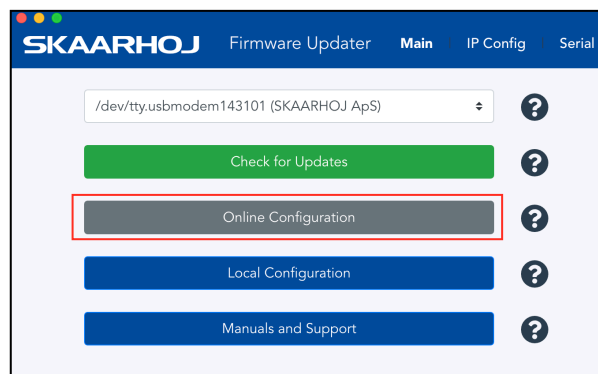 SKAARHOJ Firmware Updater Main IP Config Serial
/dev/tty.usbmodem143101 (SKAARHOJ ApS)
?
Check for Updates
?
Online Configuration
?
Local Configuration
?
Manuals and Support
?